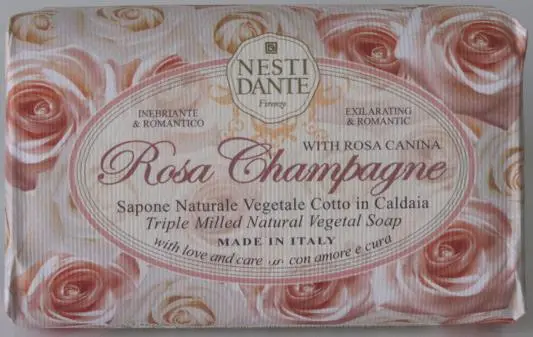 NESTI
DANTE
Firenze
INEBRIANTE
& ROMANTICO
EXILARATING
& ROMANTIC
WITH ROSA CANINA
Rosa Champagne
Sapone Naturale Vegetale Cotto in Caldaia
Triple Milled Natural Vegetal Soap
MADE IN ITALY
with love and care con amore e cura